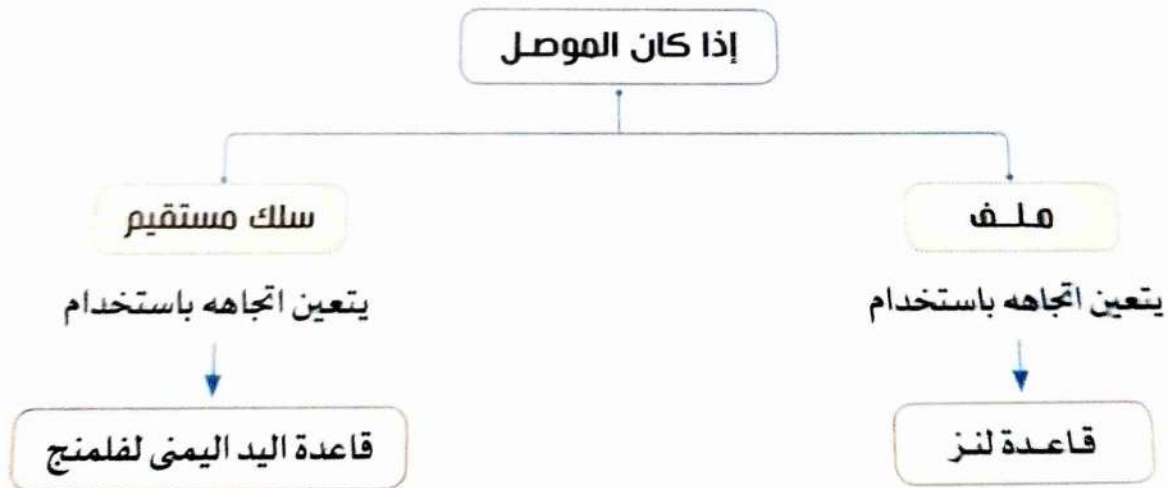 إذا كان الموصل
ملف
سلك مستقيم
يتعين اتجاهه باستخدام
يتعين اتجاهه باستخدام
قاعدة لنز
قاعدة اليد اليمنى لفلمنج